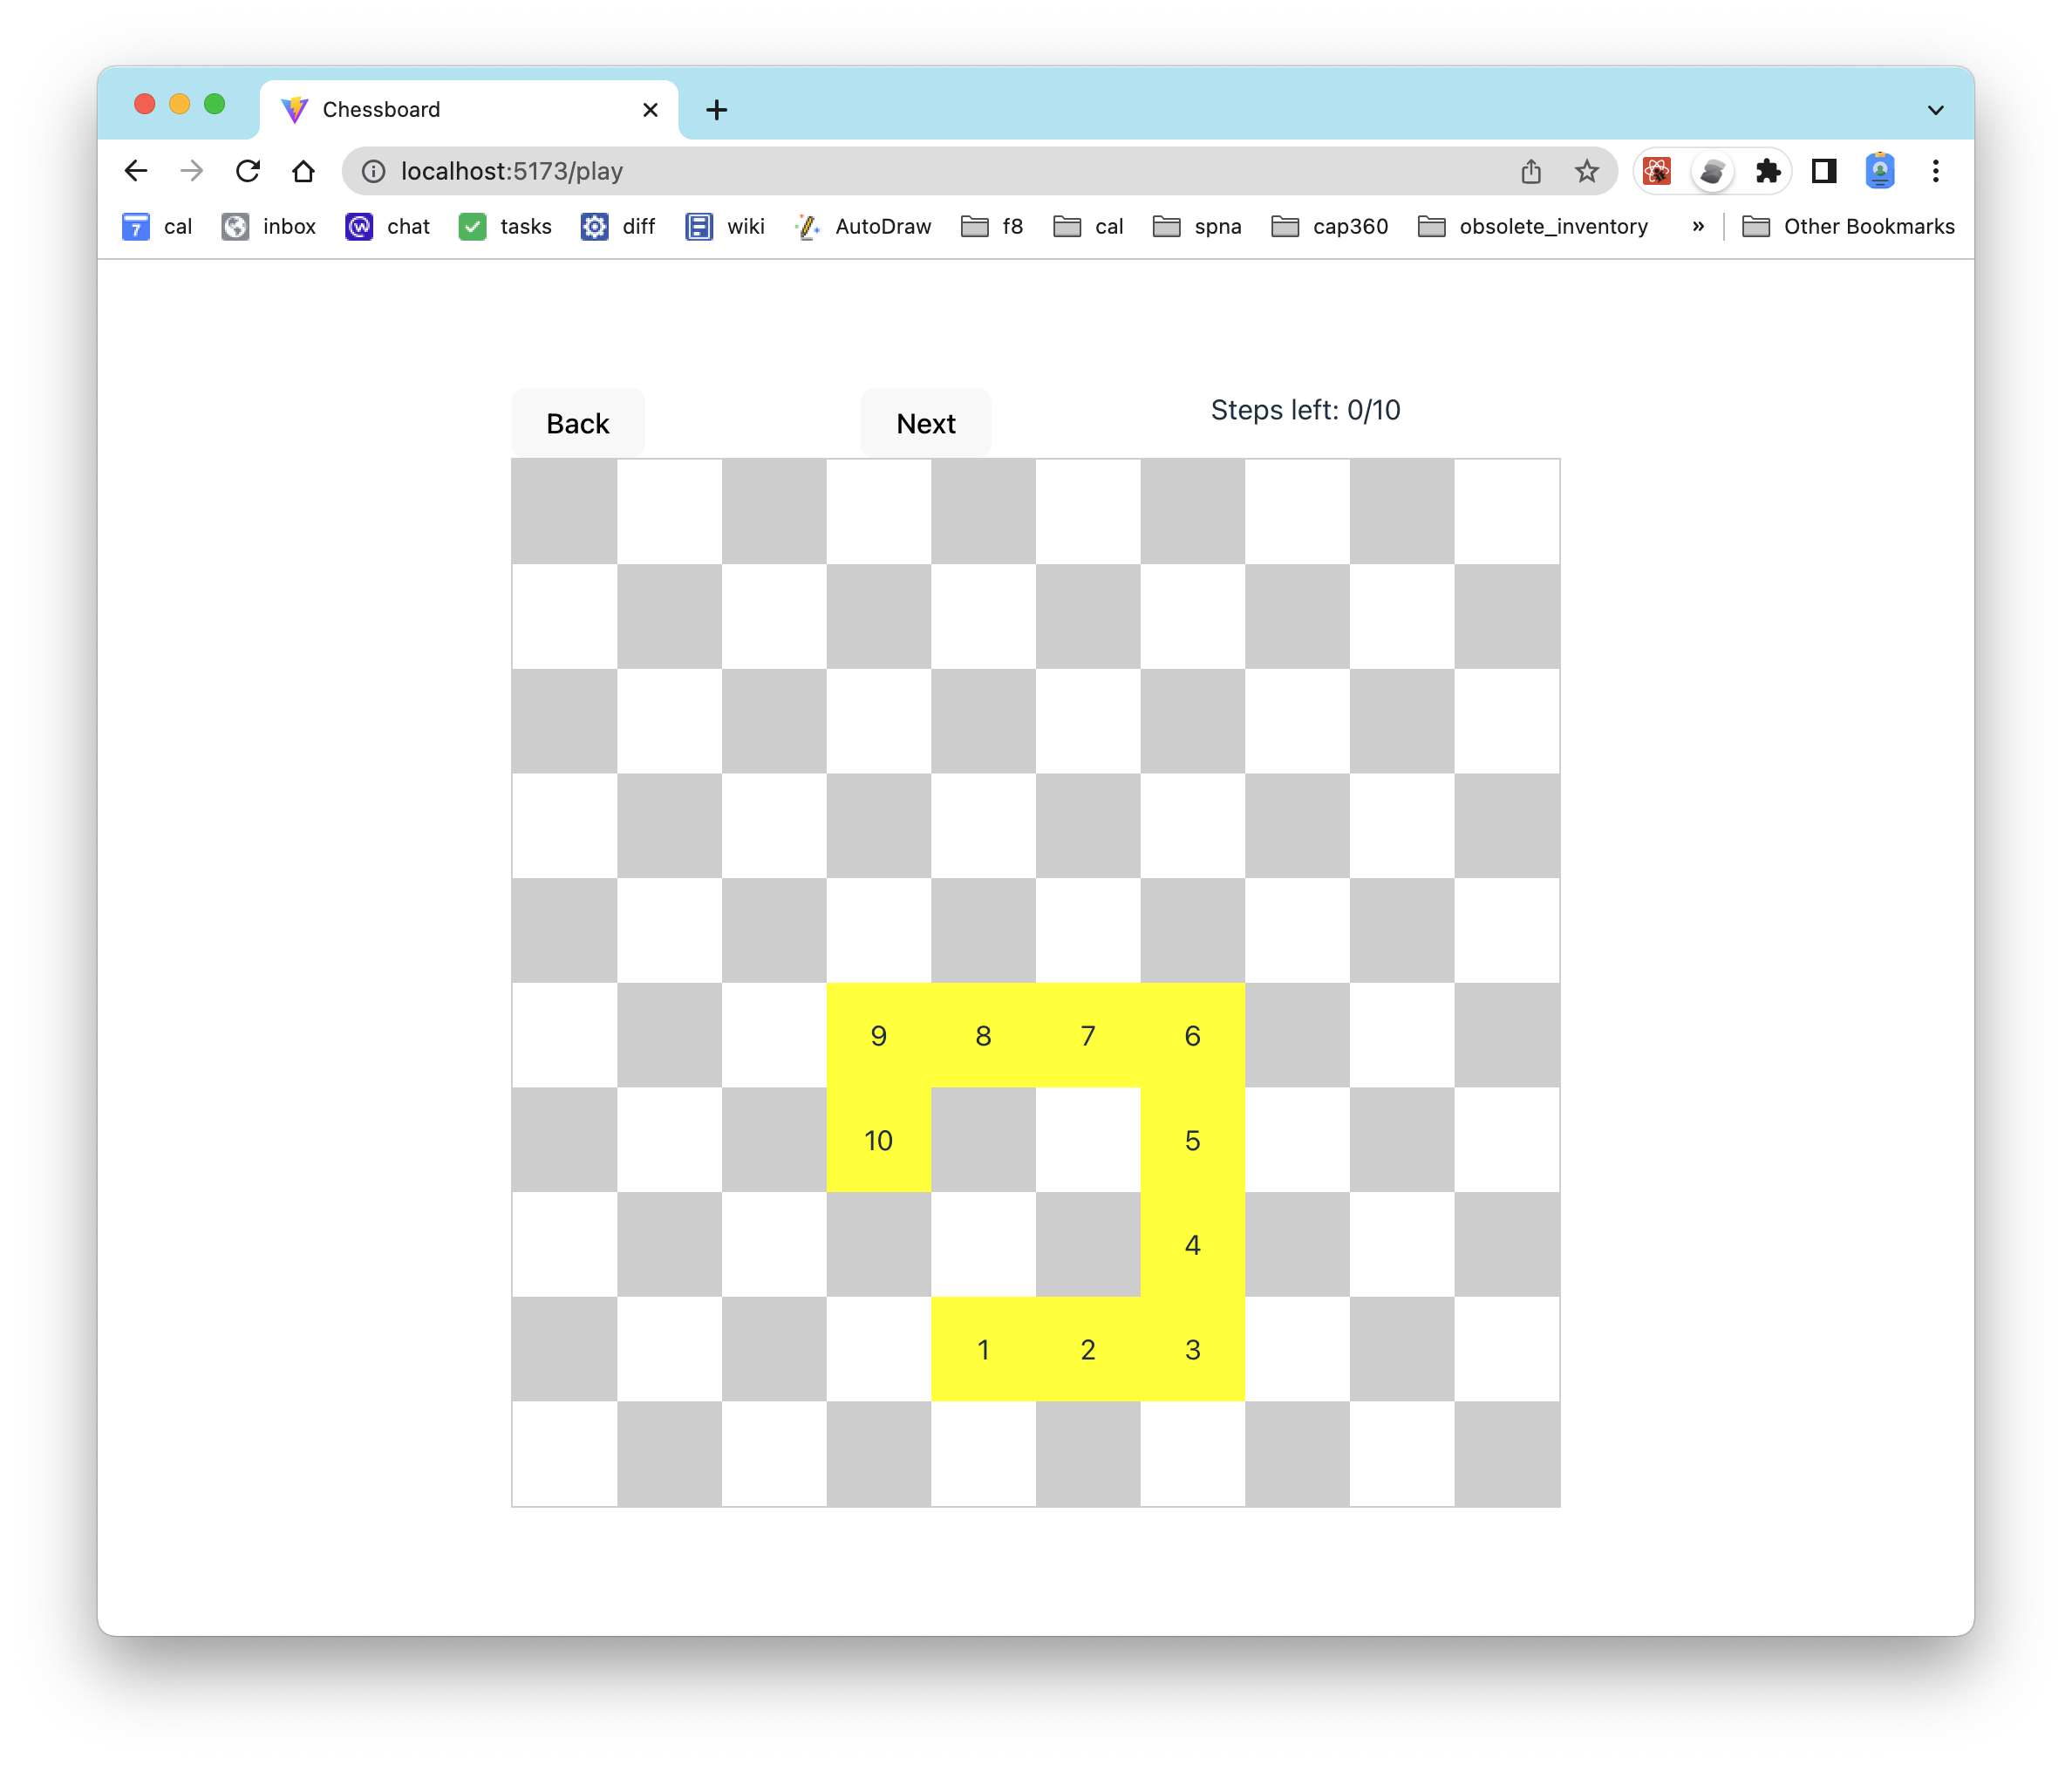 Chessboard
localhost:5173/play
7 cal inbox chat tasks diff wiki AutoDraw f8 cal spna cap360 obsolete_inventory » Other Bookmarks
Back Next Steps left: 0/10
9 8 7 6
10 5
4
1 2 3